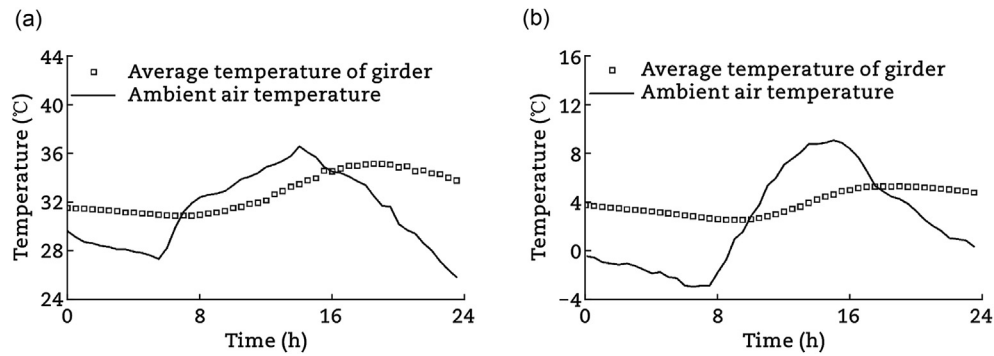 (a)
44
40
36
32
28
24
Temperature (℃)
Average temperature of girder
Ambient air temperature
0
8
16
24
Time (h)
(b)
16
12
8
4
0
−4
Temperature (℃)
Average temperature of girder
Ambient air temperature
0
8
16
24
Time (h)